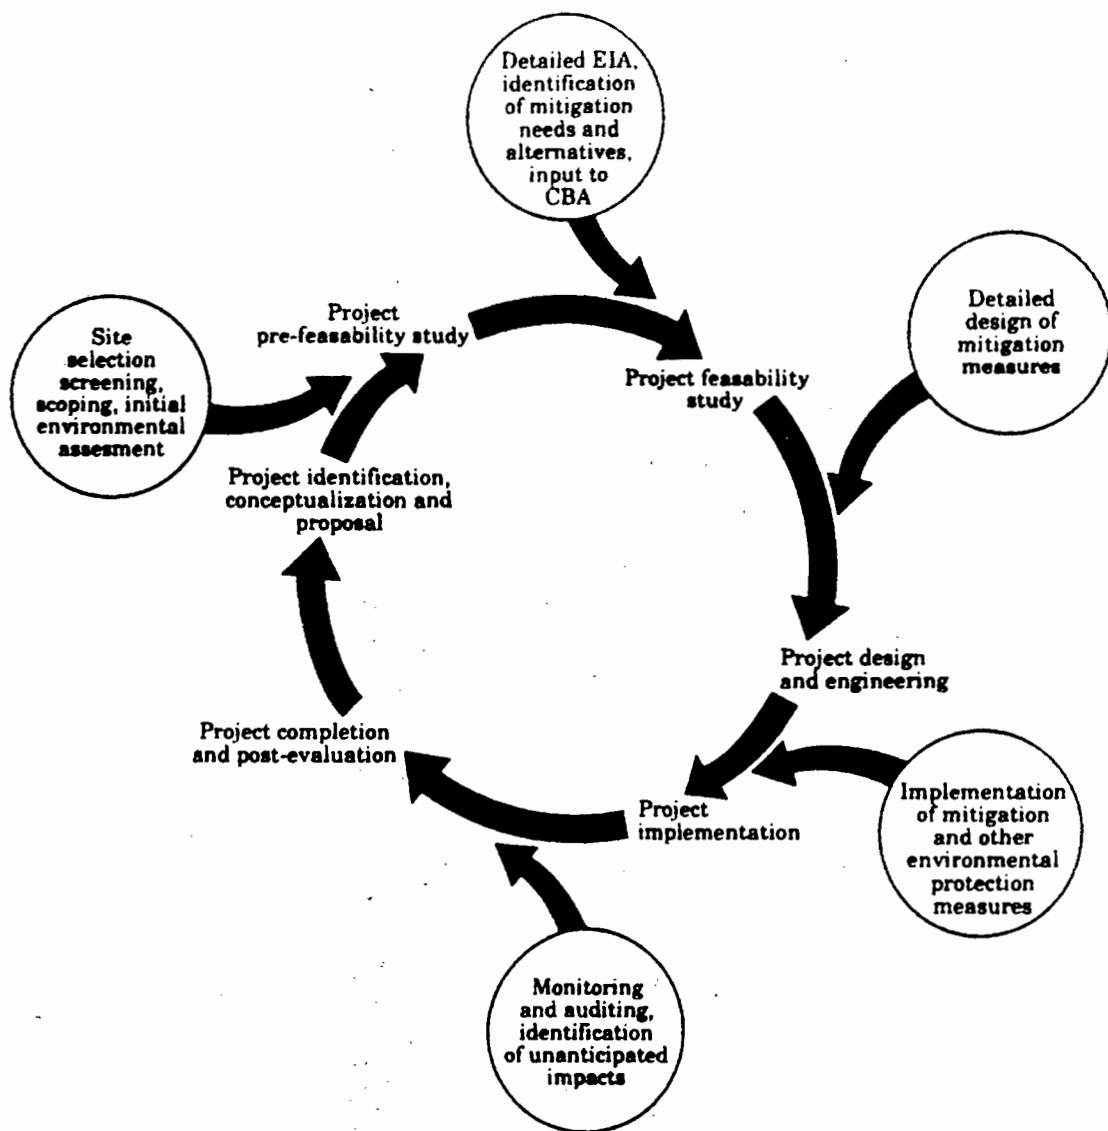 Detailed EIA,
identification
of mitigation
needs and
alternatives,
input to
CBA
Detailed
design of
mitigation
measures
Project
pre-feasability study
Site
selection
screening,
scoping, initial
environmental
assesment
Project feasability
study
Project identification,
conceptualization and
proposal
Project design
and engineering
Project completion
and post-evaluation
Project
implementation
Implementation
of mitigation
and other
environmental
protection
measures
Monitoring
and auditing,
identification
of unanticipated
impacts